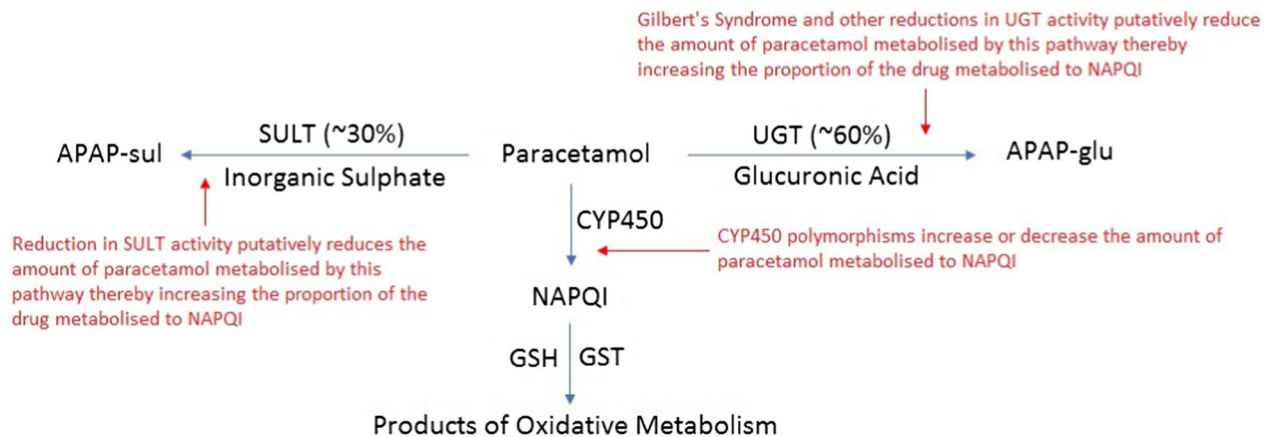 Gilbert's Syndrome and other reductions in UGT activity putatively reduce
the amount of paracetamol metabolised by this pathway thereby
increasing the proportion of the drug metabolised to NAPQI
SULT (~30%)
UGT (~60%)
APAP-sul
Paracetamol
APAP-glu
Inorganic Sulphate
Glucuronic Acid
CYP450
Reduction in SULT activity putatively reduces the
amount of paracetamol metabolised by this
pathway thereby increasing the proportion of the
drug metabolised to NAPQI
CYP450 polymorphisms increase or decrease the amount of
paracetamol metabolised to NAPQI
NAPQI
GSH
GST
Products of Oxidative Metabolism